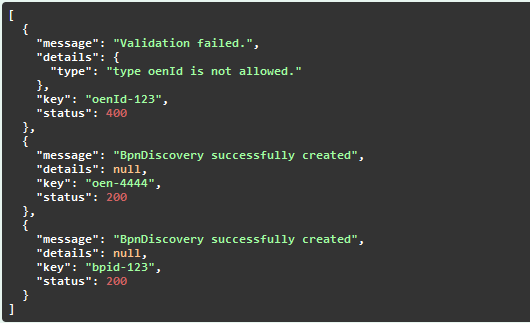 [
  {
    "message": "Validation failed.",
    "details": {
      "type": "type oenId is not allowed."
    },
    "key": "oenId-123",
    "status": 400
  },
  {
    "message": "BpnDiscovery successfully created",
    "details": null,
    "key": "oen-4444",
    "status": 200
  },
  {
    "message": "BpnDiscovery successfully created",
    "details": null,
    "key": "bpid-123",
    "status": 200
  }
]